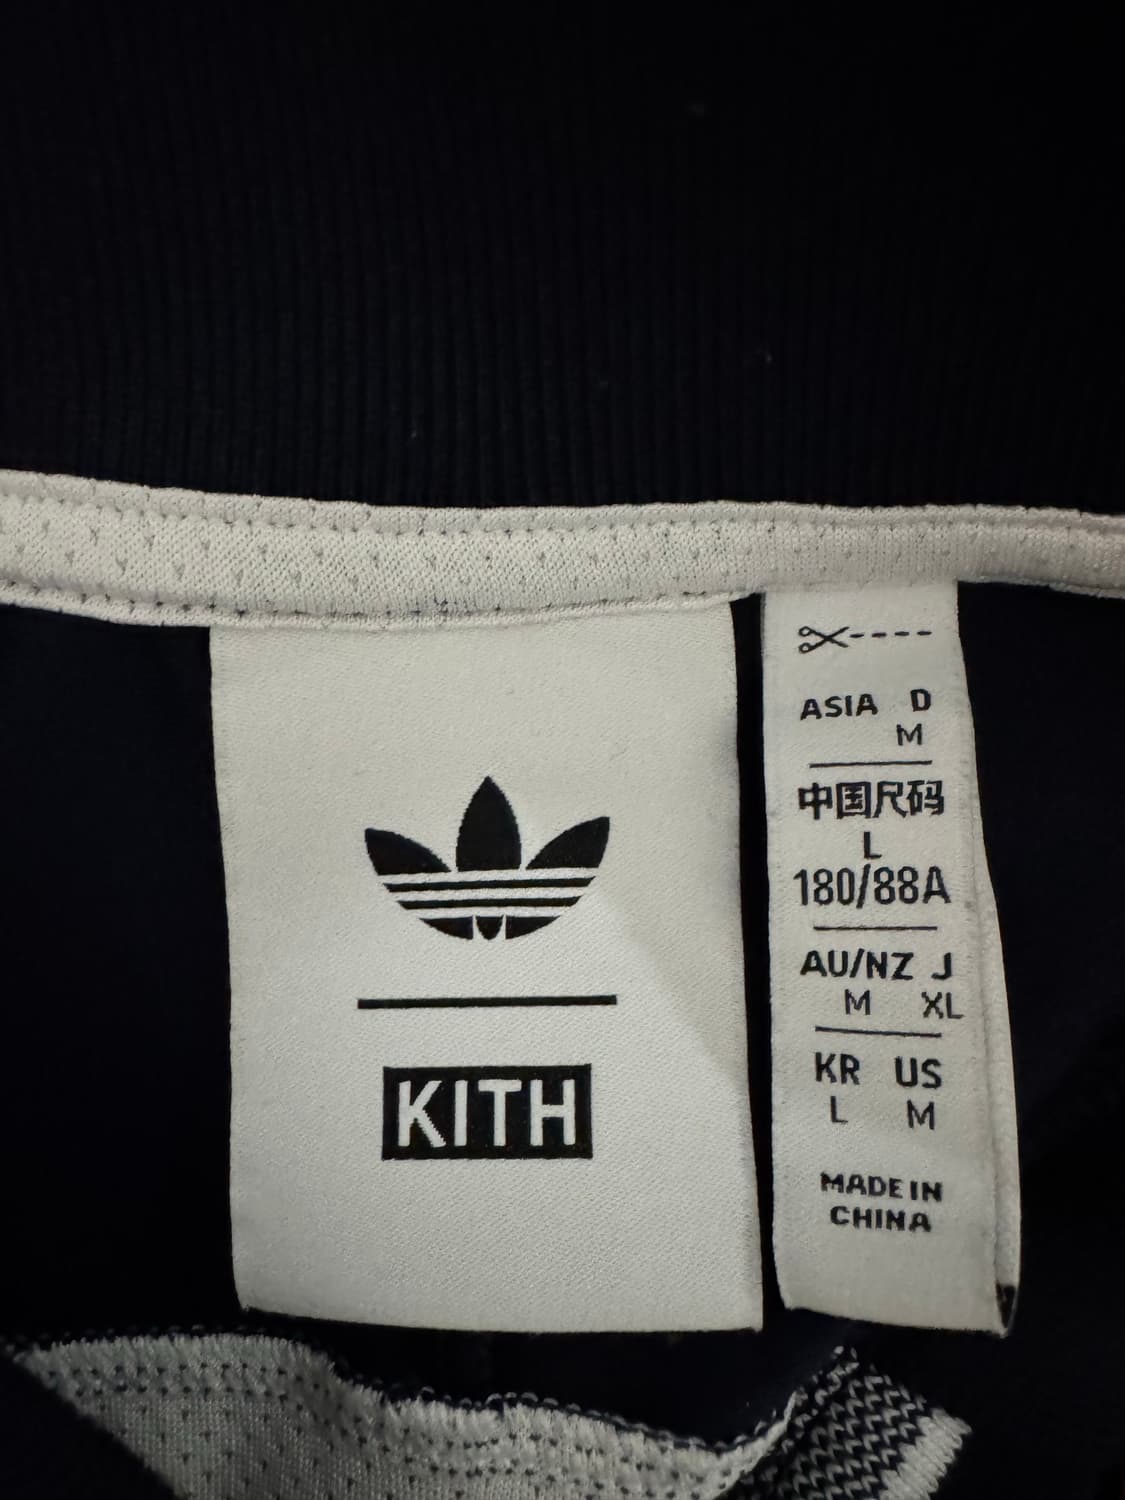 KITH
ASIA D
M
中国尺码
L
180/88A
AU/NZ J
M XL
KR US
L M
MADE IN
CHINA